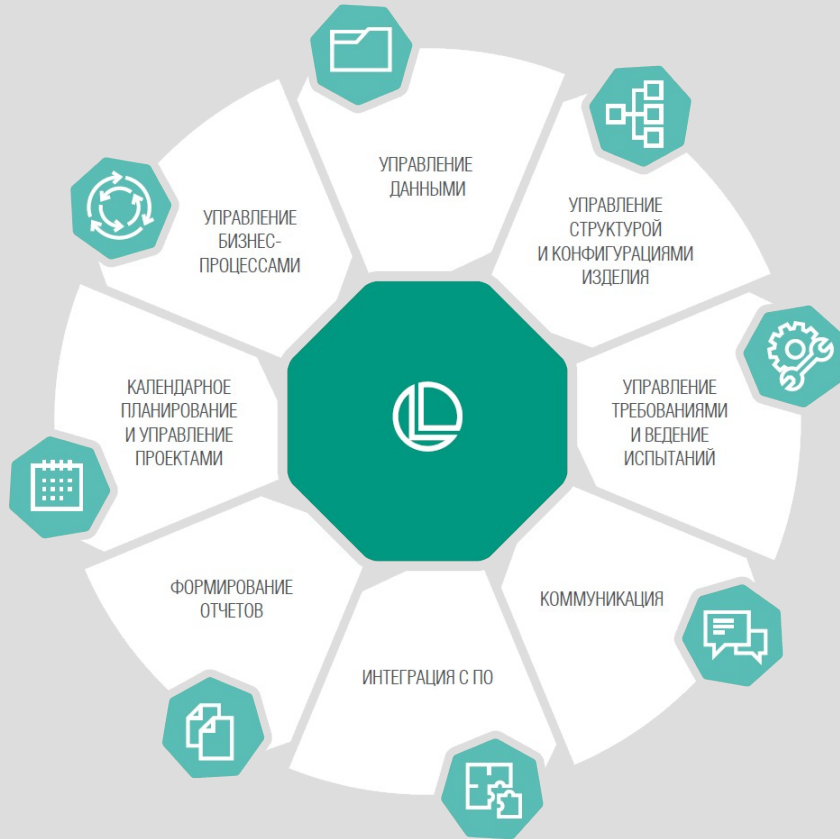 УПРАВЛЕНИЕ
ДАННЫМИ
УПРАВЛЕНИЕ
СТРУКТУРОЙ
И КОНФИГУРАЦИЯМИ
ИЗДЕЛИЯ
УПРАВЛЕНИЕ
ТРЕБОВАНИЯМИ
И ВЕДЕНИЕ
ИСПЫТАНИЙ
КОММУНИКАЦИЯ
ИНТЕГРАЦИЯ С ПО
ФОРМИРОВАНИЕ
ОТЧЕТОВ
КАЛЕНДАРНОЕ
ПЛАНИРОВАНИЕ
И УПРАВЛЕНИЕ
ПРОЕКТАМИ
УПРАВЛЕНИЕ
БИЗНЕС-
ПРОЦЕССАМИ